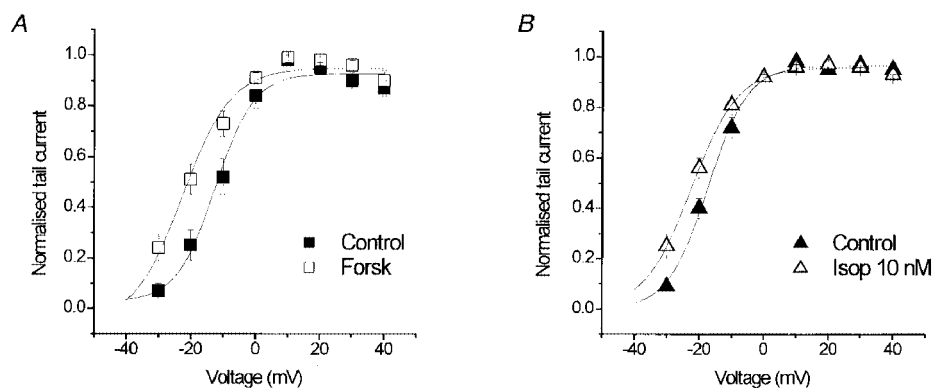 A
Normalised tail current
1.0
0.8
0.6
0.4
0.2
0.0
Control
Forsk
-40 -20 0 20 40
Voltage (mV)
B
Normalised tail current
1.0
0.8
0.6
0.4
0.2
0.0
Control
Isop 10 nM
-40 -20 0 20 40
Voltage (mV)